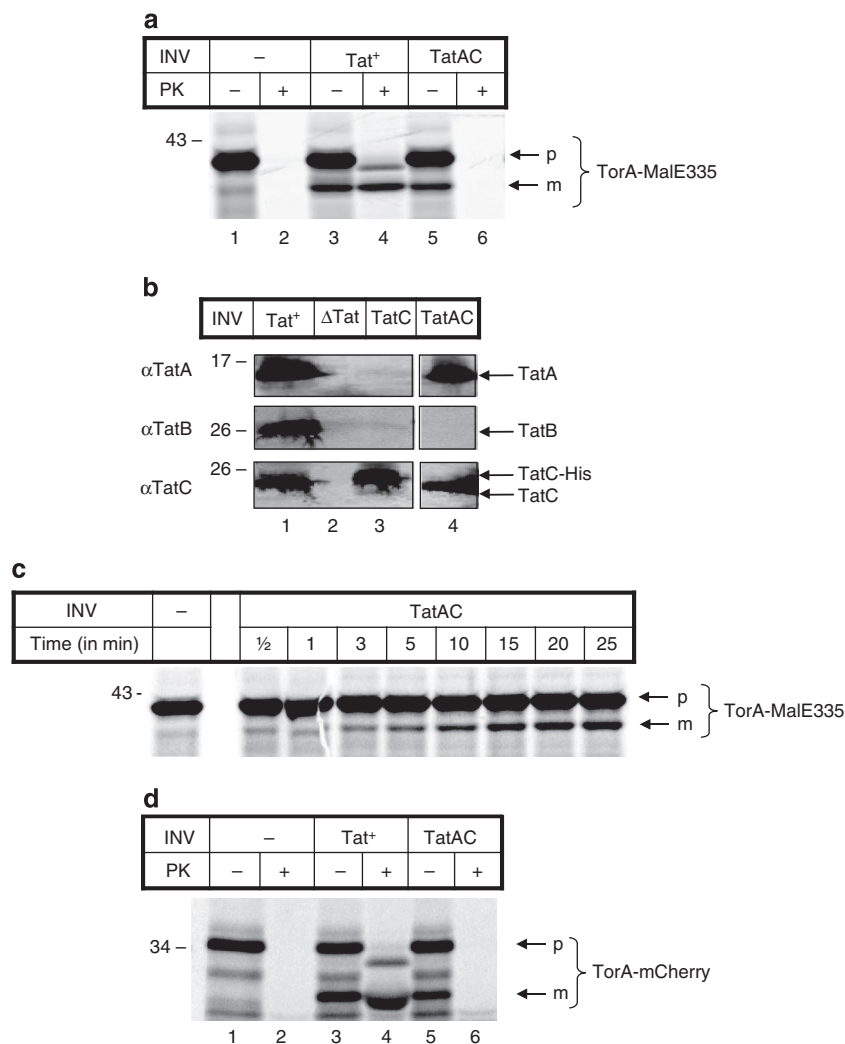 a
INV – Tat⁺ TatAC
PK – + – + – +
43 –
p
m
TorA-MalE335
1 2 3 4 5 6
b
INV Tat⁺ ΔTat TatC TatAC
αTatA 17 – TatA
αTatB 26 – TatB
αTatC 26 – TatC-His
TatC
1 2 3 4
c
INV – TatAC
Time (in min) ½ 1 3 5 10 15 20 25
43 -
p
m
TorA-MalE335
d
INV – Tat⁺ TatAC
PK – + – + – +
34 –
p
m
TorA-mCherry
1 2 3 4 5 6